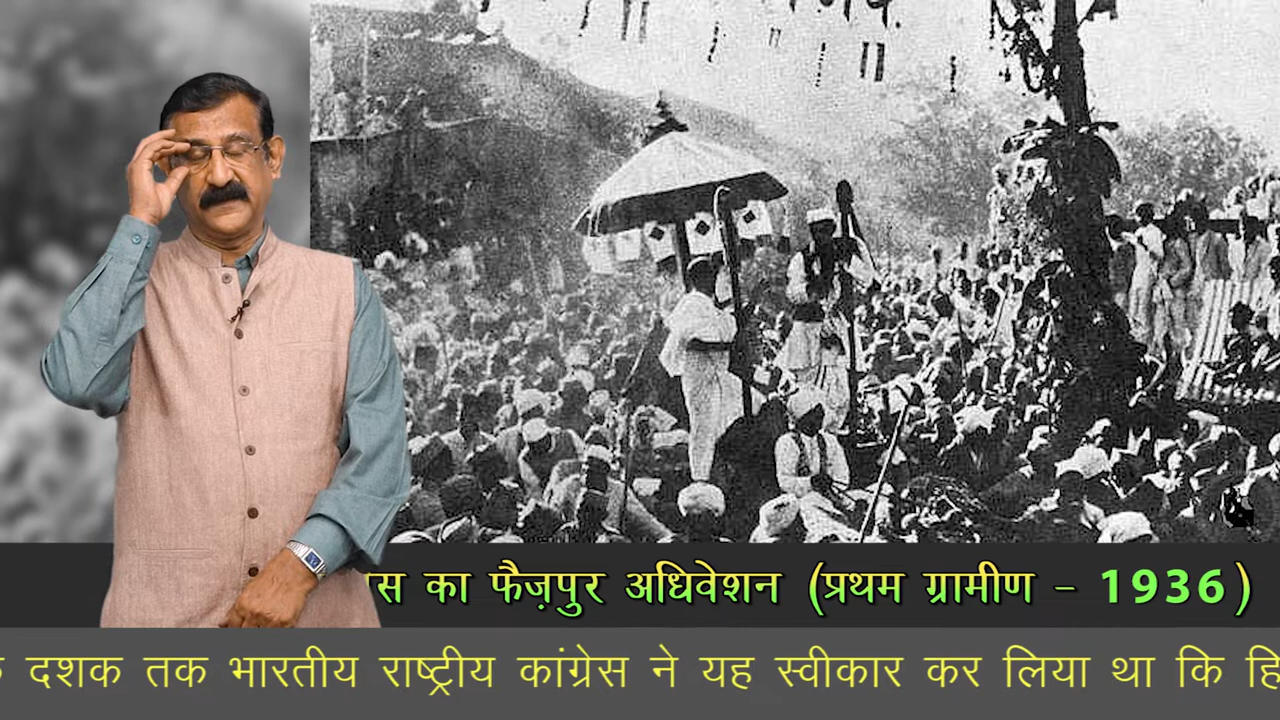 का फैज़पुर अधिवेशन (प्रथम ग्रामीण – 1936)
दशक तक भारतीय राष्ट्रीय कांग्रेस ने यह स्वीकार कर लिया था कि